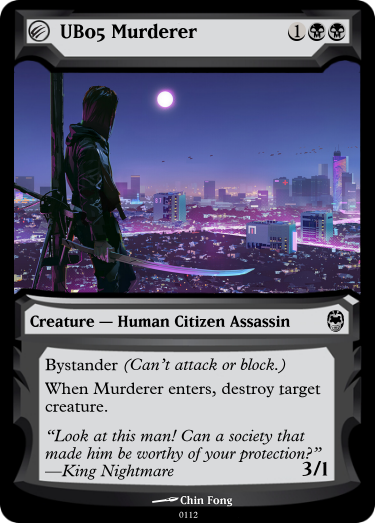 UB05 Murderer 1
Creature — Human Citizen Assassin
Bystander (Can't attack or block.)
When Murderer enters, destroy target
creature.
“Look at this man! Can a society that
made him be worthy of your protection?”
—King Nightmare 3/1
Chin Fong
0112